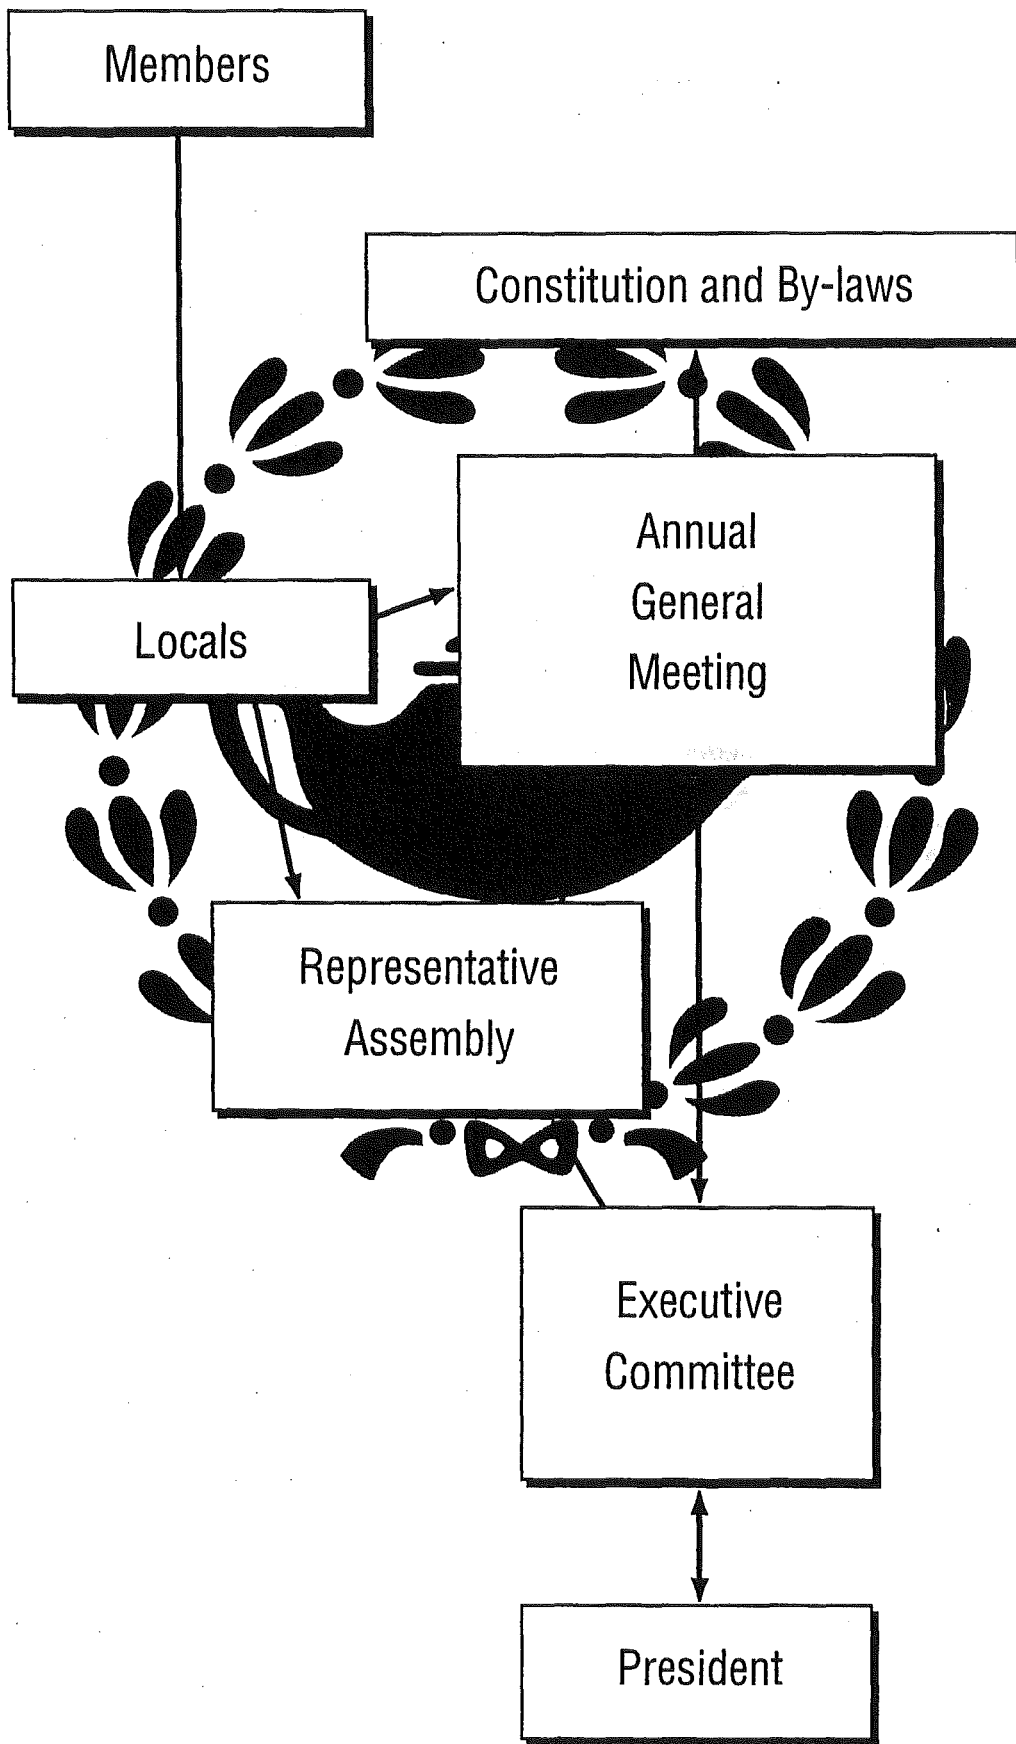 Members
Constitution and By-laws
Annual
General
Meeting
Locals
Representative
Assembly
Executive
Committee
President